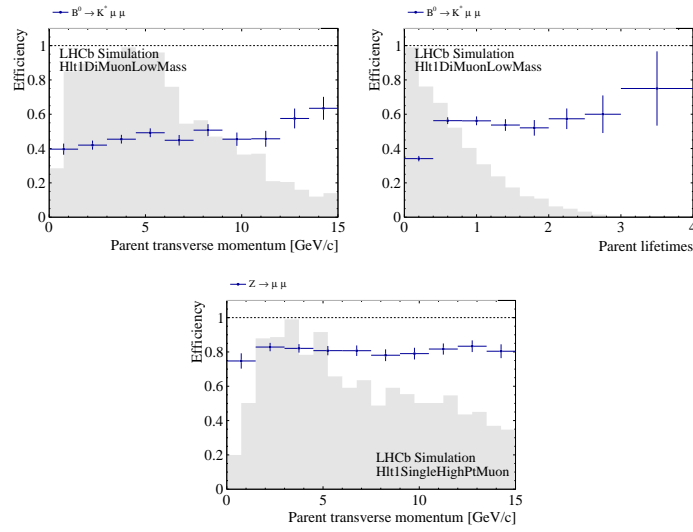 B⁰ → K* μ μ
Efficiency
1
0.8
0.6
0.4
0.2
0
LHCb Simulation
Hlt1DiMuonLowMass
0 5 10 15
Parent transverse momentum [GeV/c]
B⁰ → K* μ μ
Efficiency
1
0.8
0.6
0.4
0.2
0
LHCb Simulation
Hlt1DiMuonLowMass
0 1 2 3 4
Parent lifetimes
Z → μ μ
Efficiency
1
0.8
0.6
0.4
0.2
0
LHCb Simulation
Hlt1SingleHighPtMuon
0 5 10 15
Parent transverse momentum [GeV/c]